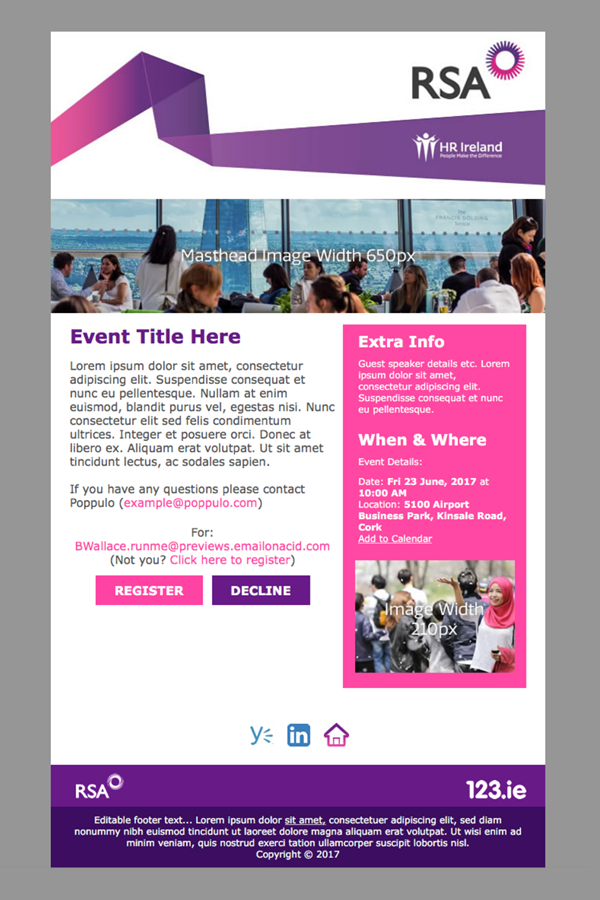 RSA
HR Ireland
People Make the Difference
THE
FRANCIS GOLDING
Terrace
Masthead Image Width 650px
Event Title Here
Lorem ipsum dolor sit amet, consectetur
adipiscing elit. Suspendisse consequat et
nunc eu pellentesque. Nullam at enim
euismod, blandit purus vel, egestas nisi. Nunc
consectetur elit sed felis condimentum
ultrices. Integer et posuere orci. Donec at
libero ex. Aliquam erat volutpat. Ut sit amet
tincidunt lectus, ac sodales sapien.
If you have any questions please contact
Poppulo (example@poppulo.com)
For:
BWallace.runme@previews.emailonacid.com
(Not you? Click here to register)
REGISTER
DECLINE
Extra Info
Guest speaker details etc. Lorem
ipsum dolor sit amet,
consectetur adipiscing elit.
Suspendisse consequat et nunc
eu pellentesque.
When & Where
Event Details:
Date: Fri 23 June, 2017 at
10:00 AM
Location: 5100 Airport
Business Park, Kinsale Road,
Cork
Add to Calendar
Image Width
210px
in
RSA
123.ie
Editable footer text... Lorem ipsum dolor sit amet, consectetuer adipiscing elit, sed diam
nonummy nibh euismod tincidunt ut laoreet dolore magna aliquam erat volutpat. Ut wisi enim ad
minim veniam, quis nostrud exerci tation ullamcorper suscipit lobortis nisl.
Copyright © 2017